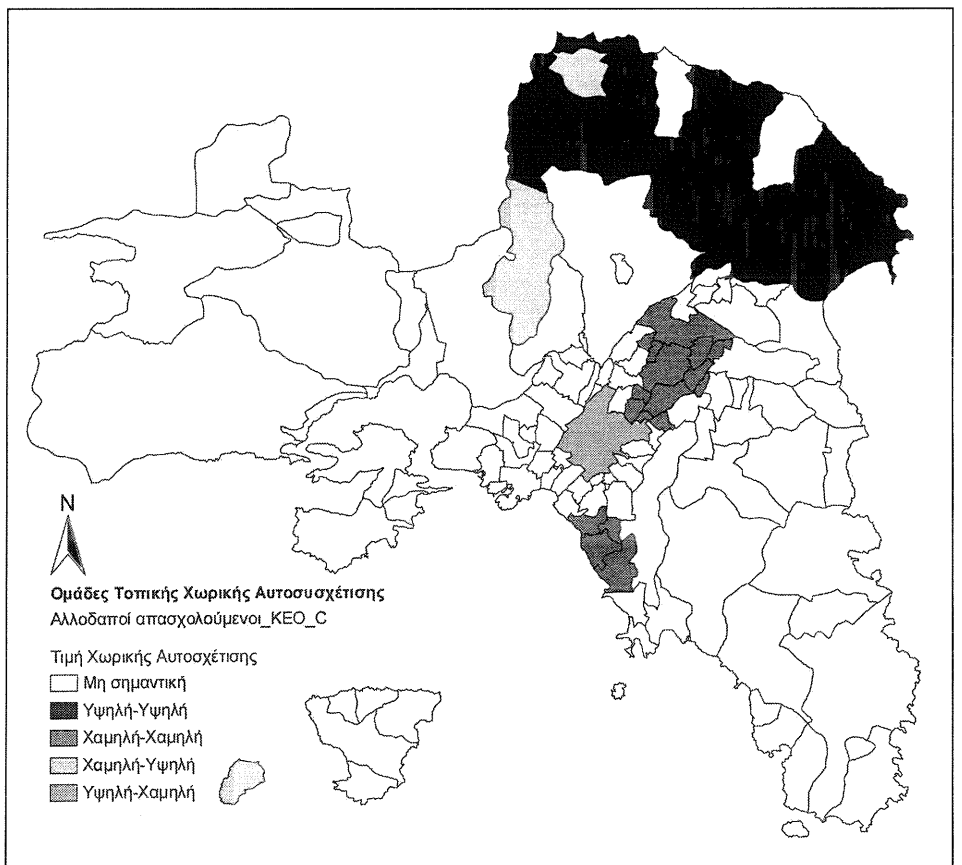 N
Ομάδες Τοπικής Χωρικής Αυτοσυσχέτισης
Αλλοδαποί απασχολούμενοι_ΚΕΟ_C
Τιμή Χωρικής Αυτοσχέτισης
Μη σημαντική
Υψηλή-Υψηλή
Χαμηλή-Χαμηλή
Χαμηλή-Υψηλή
Υψηλή-Χαμηλή